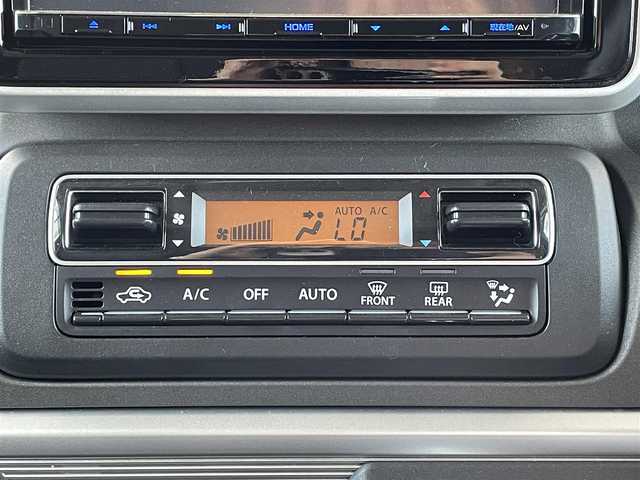 HOME 現在地/AV
AUTO A/C
LO
A/C OFF AUTO FRONT REAR